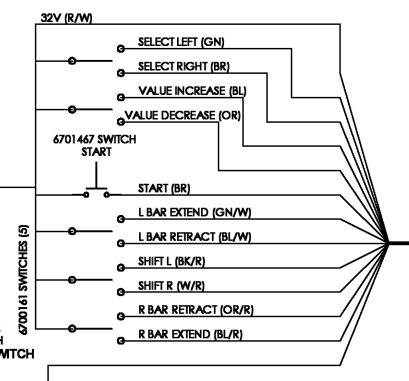 32V (R/W)
SELECT LEFT (GN)
SELECT RIGHT (BR)
VALUE INCREASE (BL)
VALUE DECREASE (OR)
6701467 SWITCH
START
START (BR)
L BAR EXTEND (GN/W)
L BAR RETRACT (BL/W)
SHIFT L (BK/R)
SHIFT R (W/R)
R BAR RETRACT (OR/R)
R BAR EXTEND (BL/R)
6700161 SWITCHES (5)